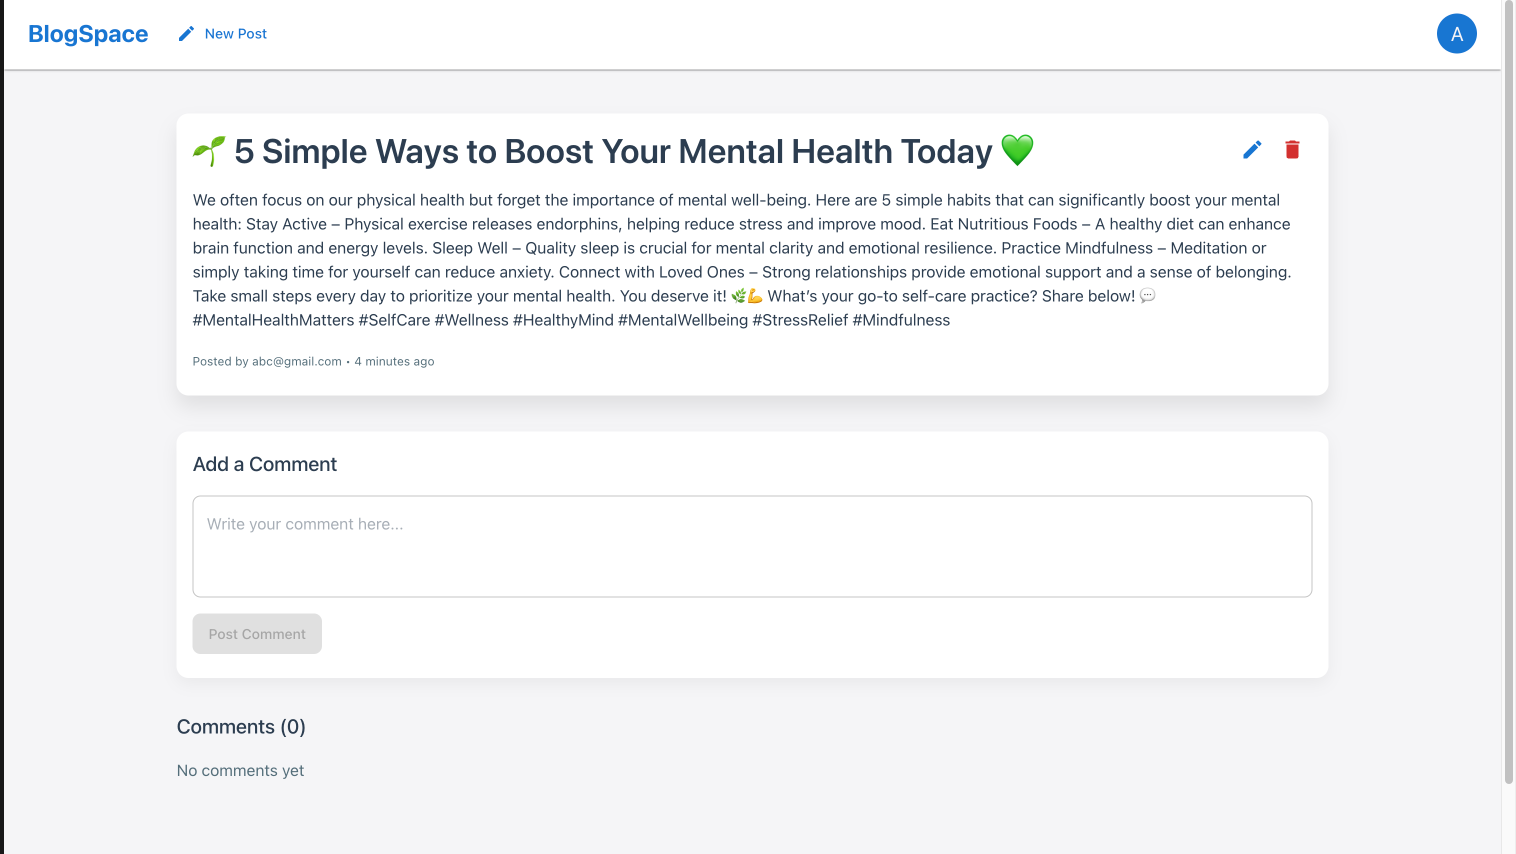 BlogSpace
New Post
A
🌱 5 Simple Ways to Boost Your Mental Health Today 💚
We often focus on our physical health but forget the importance of mental well-being. Here are 5 simple habits that can significantly boost your mental
health: Stay Active – Physical exercise releases endorphins, helping reduce stress and improve mood. Eat Nutritious Foods – A healthy diet can enhance
brain function and energy levels. Sleep Well – Quality sleep is crucial for mental clarity and emotional resilience. Practice Mindfulness – Meditation or
simply taking time for yourself can reduce anxiety. Connect with Loved Ones – Strong relationships provide emotional support and a sense of belonging.
Take small steps every day to prioritize your mental health. You deserve it! 🌿💪 What’s your go-to self-care practice? Share below! 💬
#MentalHealthMatters #SelfCare #Wellness #HealthyMind #MentalWellbeing #StressRelief #Mindfulness
Posted by abc@gmail.com • 4 minutes ago
Add a Comment
Write your comment here...
Post Comment
Comments (0)
No comments yet